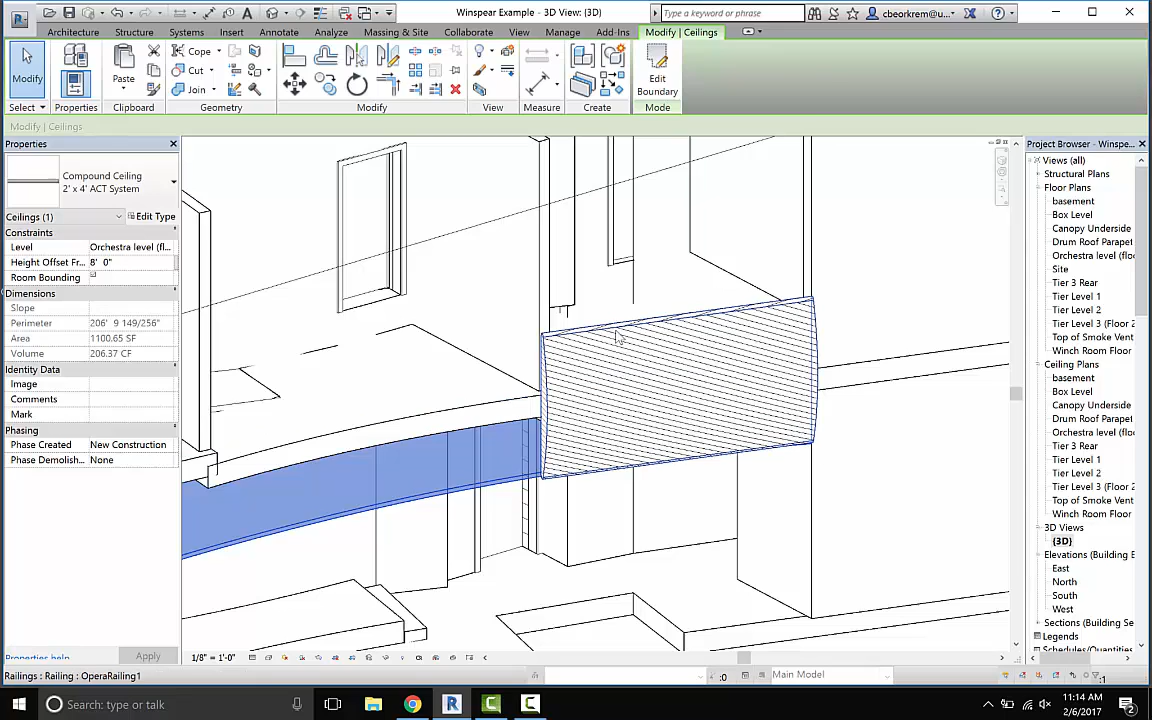 Winspear Example - 3D View: {3D}
Type a keyword or phrase
cbeorkrem@u...
Architecture Structure Systems Insert Annotate Analyze Massing & Site Collaborate View Manage Add-Ins Modify | Ceilings
Modify
Paste
Cope
Cut
Join
Edit
Boundary
Select Properties Clipboard Geometry Modify View Measure Create Mode
Modify | Ceilings
Properties
Compound Ceiling
2' x 4' ACT System
Ceilings (1)
Edit Type
Constraints
Level Orchestra level (fl...
Height Offset Fr... 8' 0"
Room Bounding
Dimensions
Slope
Perimeter 206' 9 149/256"
Area 1100.65 SF
Volume 206.37 CF
Identity Data
Image
Comments
Mark
Phasing
Phase Created New Construction
Phase Demolish... None
Properties help
Apply
Project Browser - Winspe...
Views (all)
Structural Plans
Floor Plans
basement
Box Level
Canopy Underside
Drum Roof Parapet
Orchestra level (floo
Site
Tier 3 Rear
Tier Level 1
Tier Level 2
Tier Level 3 (Floor 2
Top of Smoke Vent
Winch Room Floor
Ceiling Plans
basement
Box Level
Canopy Underside
Drum Roof Parapet
Orchestra level (floo
Tier 3 Rear
Tier Level 1
Tier Level 2
Tier Level 3 (Floor 2
Top of Smoke Vent
Winch Room Floor
3D Views
{3D}
Elevations (Building E
East
North
South
West
Sections (Building Se
Legends
Schedules/Quantities
1/8" = 1'-0"
Railings : Railing : OperaRailing1
:0
Main Model
:1
Search: type or task
11:14 AM
2/6/2017